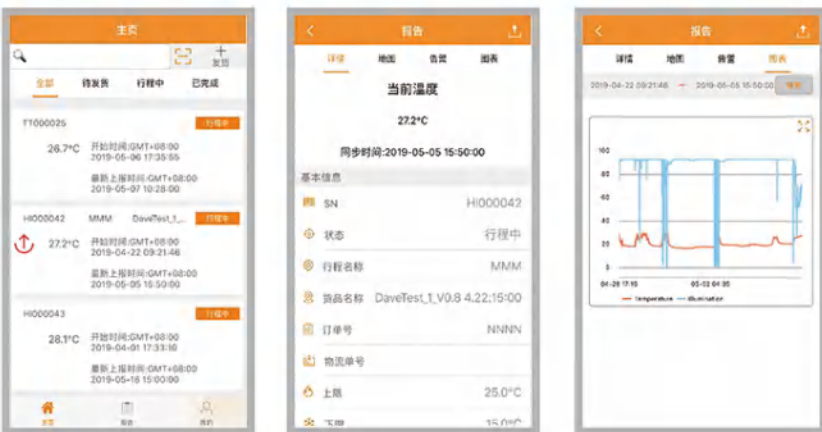 主页
发货
全部 待发货 行程中 已完成
TT000025 行程中
26.7°C 开始时间:GMT+08:00
2019-05-06 17:35:55
最新上报时间:GMT+08:00
2019-05-07 10:28:00
HI000042 MMM DaveTest_1_... 行程中
27.2°C 开始时间:GMT+08:00
2019-04-22 09:21:46
最新上报时间:GMT+08:00
2019-05-05 15:50:00
HI000043 行程中
28.1°C 开始时间:GMT+08:00
2019-04-01 17:33:10
最新上报时间:GMT+08:00
2019-05-16 15:00:00
主页 报告 我的
报告
详情 地图 告警 图表
当前温度
27.2°C
同步时间:2019-05-05 15:50:00
基本信息
SN HI000042
状态 行程中
行程名称 MMM
货品名称 DaveTest_1_V0.8 4.22:15:00
订单号 NNNN
物流单号
上限 25.0°C
下限 15.0°C
报告
详情 地图 告警 图表
2019-04-22 09:21:46 2019-05-05 15:50:00
100
80
60
40
20
0
04-28 17:15 05-02 04:35
Temperature Illumination